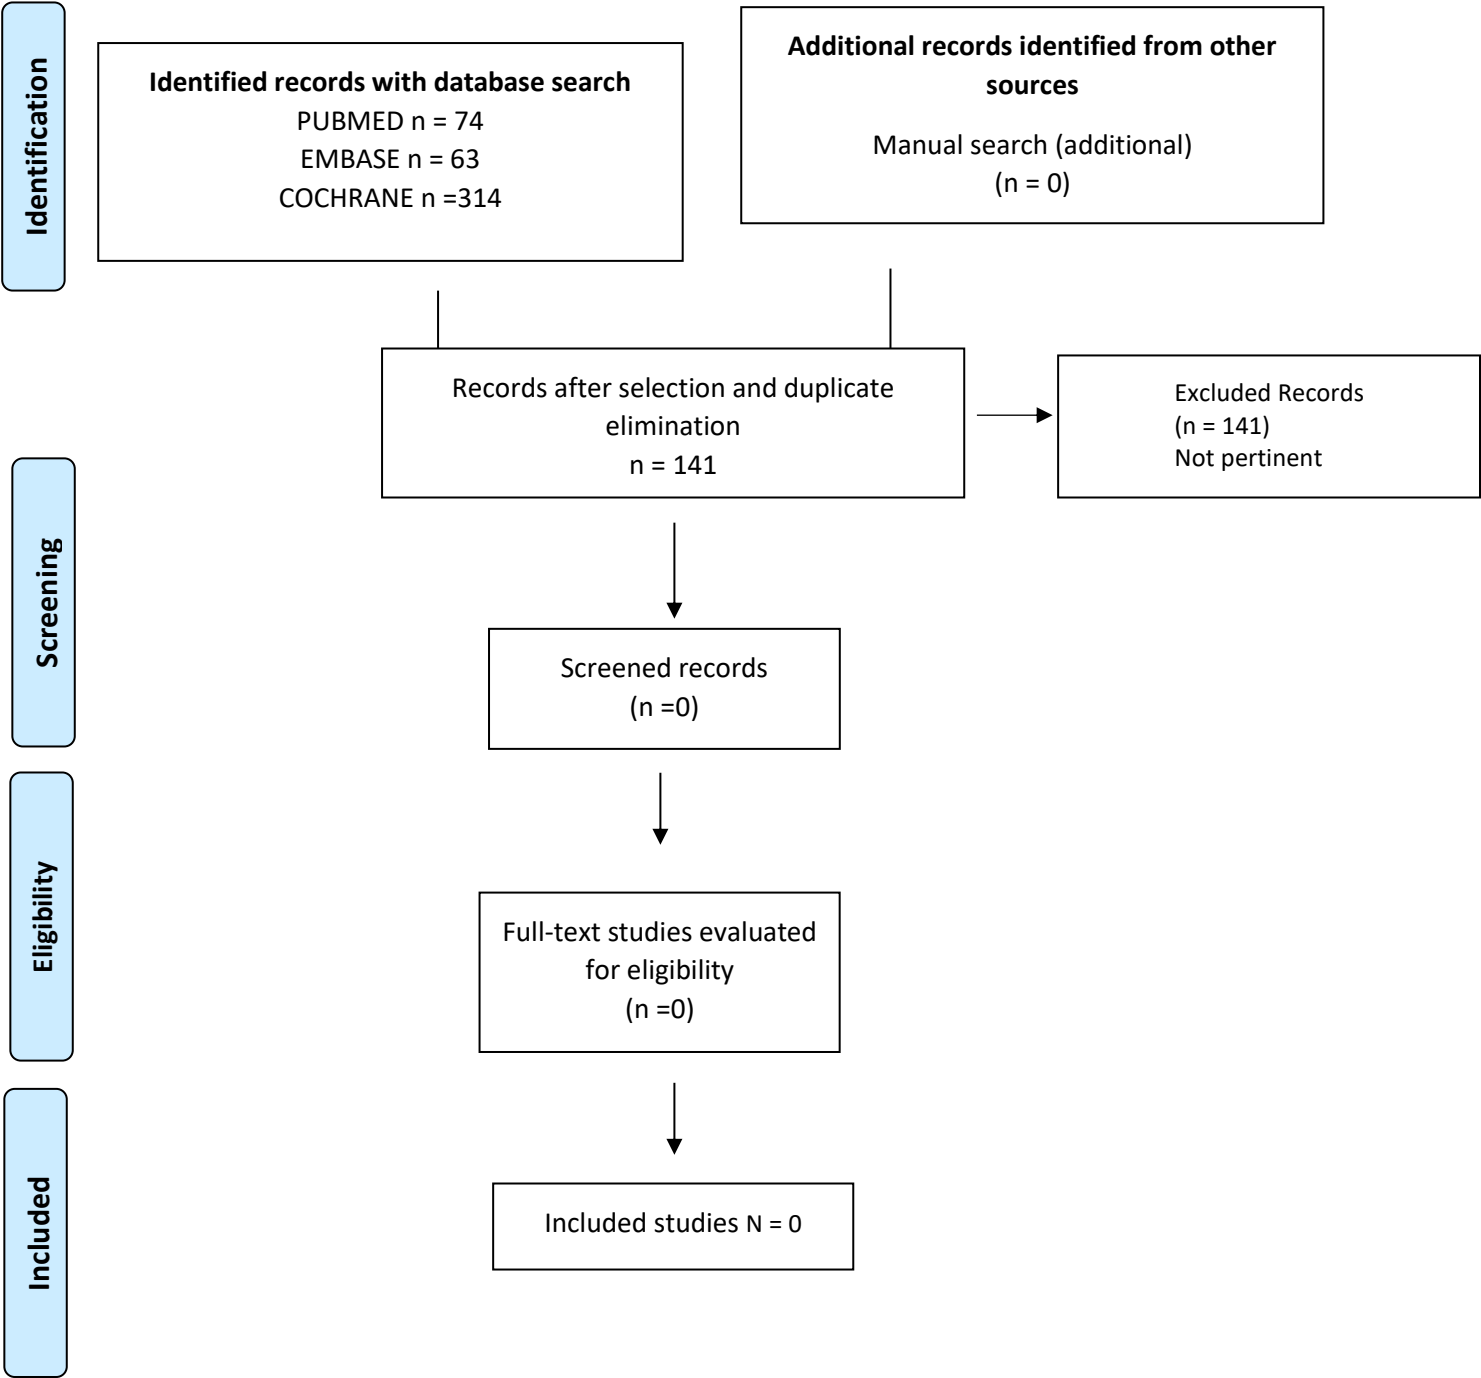 Identification
Identified records with database search
PUBMED n = 74
EMBASE n = 63
COCHRANE n =314
Additional records identified from other
sources
Manual search (additional)
(n = 0)
Records after selection and duplicate
elimination
n = 141
Excluded Records
(n = 141)
Not pertinent
Screening
Screened records
(n =0)
Eligibility
Full-text studies evaluated
for eligibility
(n =0)
Included
Included studies N = 0